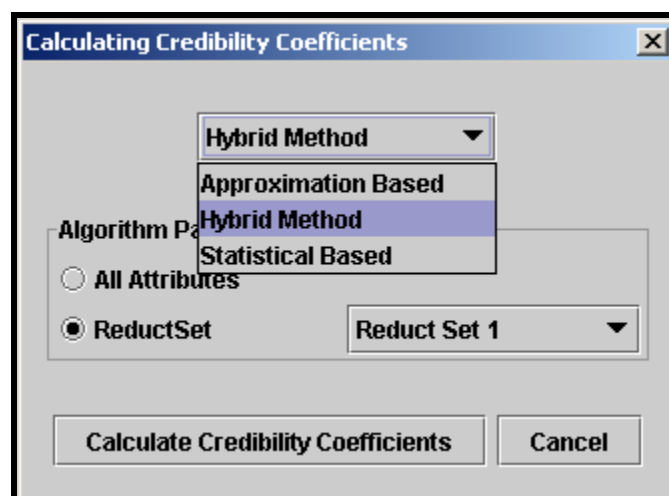 Calculating Credibility Coefficients
Hybrid Method
Approximation Based
Hybrid Method
Algorithm Pa
Statistical Based
All Attributes
ReductSet
Reduct Set 1
Calculate Credibility Coefficients
Cancel